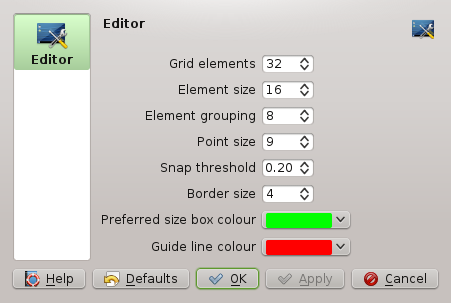 Editor
Editor
Grid elements 32
Element size 16
Element grouping 8
Point size 9
Snap threshold 0.20
Border size 4
Preferred size box colour
Guide line colour
Help Defaults OK Apply Cancel